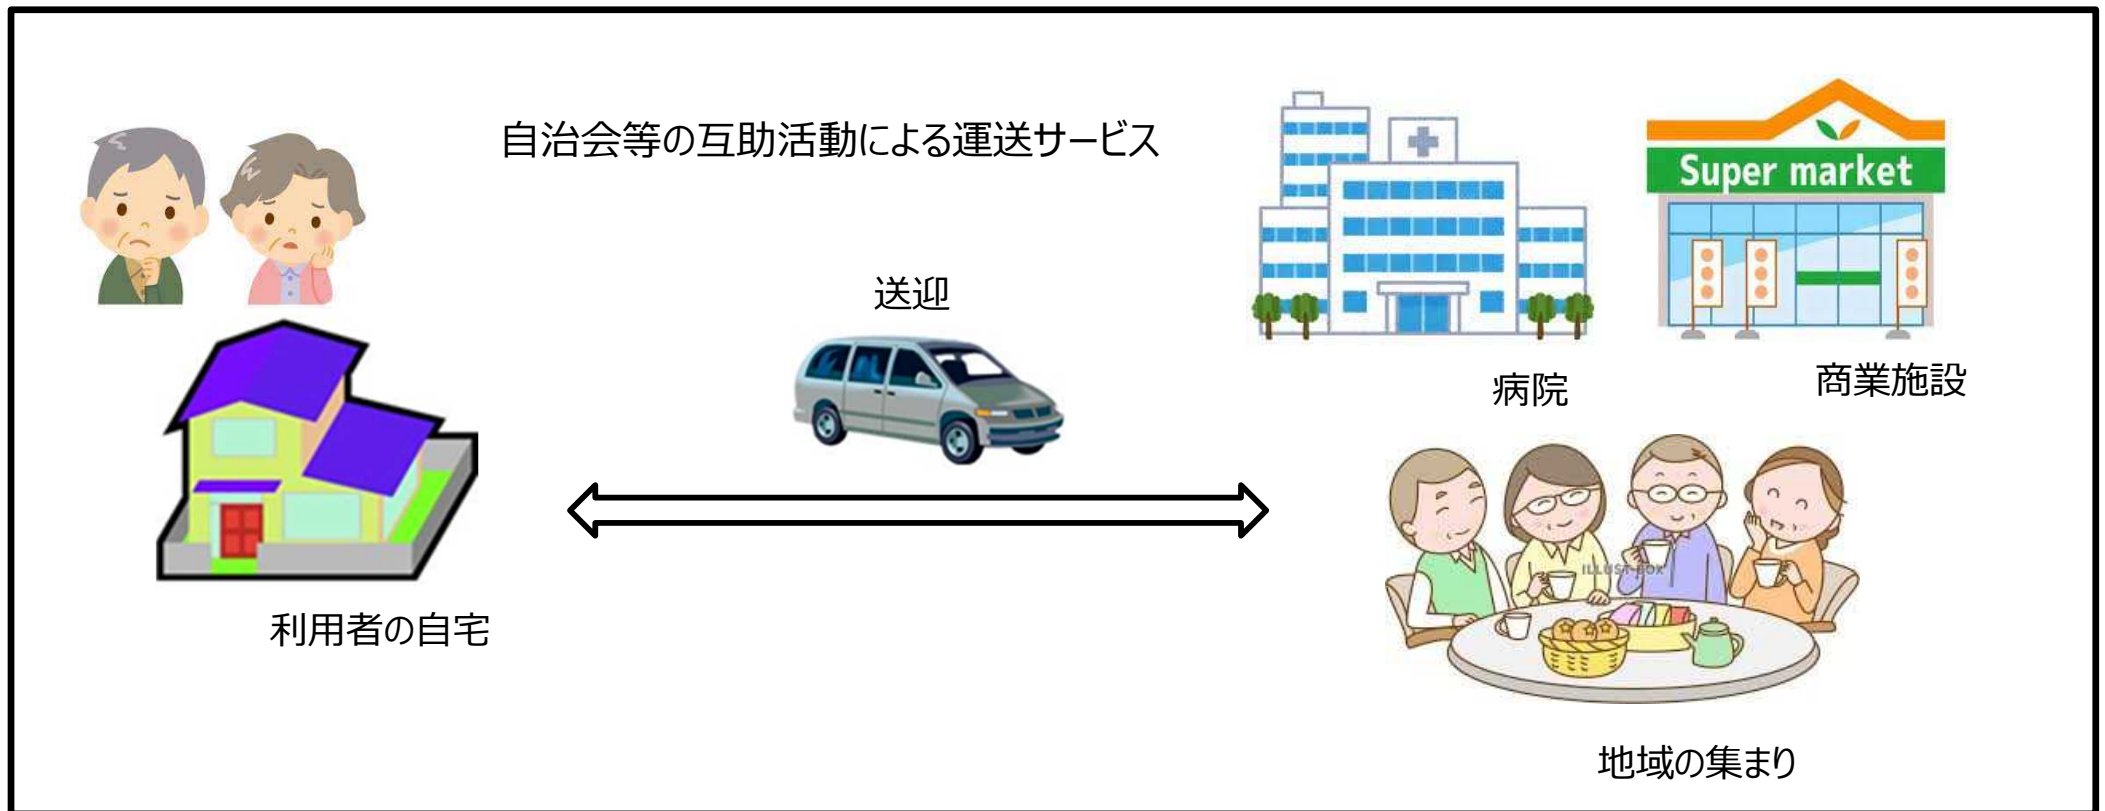 自治会等の互助活動による運送サービス
Super market
送迎
病院
商業施設
ILLUST BOX
利用者の自宅
地域の集まり